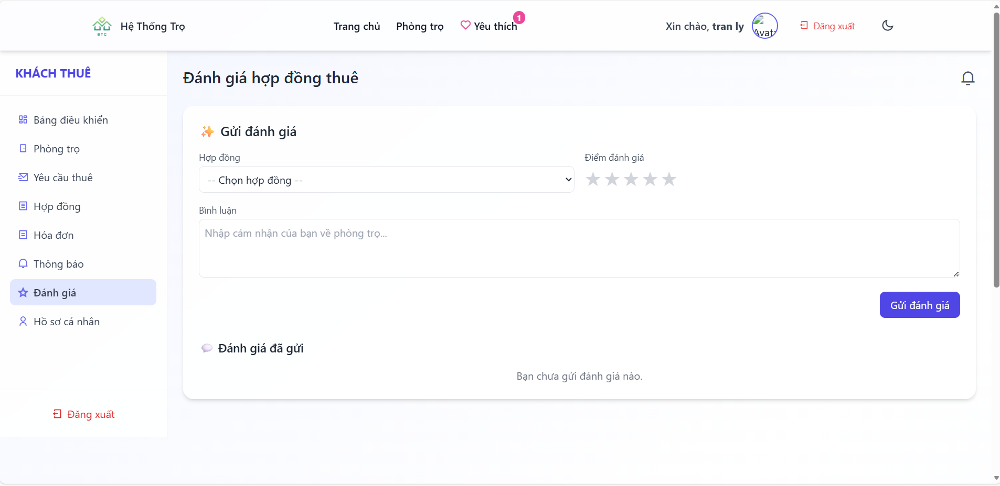 BTC
Hệ Thống Trọ
Trang chủ
Phòng trọ
Yêu thích
1
Xin chào, tran ly
Avata
Đăng xuất
KHÁCH THUÊ
Bảng điều khiển
Phòng trọ
Yêu cầu thuê
Hợp đồng
Hóa đơn
Thông báo
Đánh giá
Hồ sơ cá nhân
Đăng xuất
Đánh giá hợp đồng thuê
✨ Gửi đánh giá
Hợp đồng
-- Chọn hợp đồng --
Điểm đánh giá
★★★★★
Bình luận
Nhập cảm nhận của bạn về phòng trọ...
Gửi đánh giá
💬 Đánh giá đã gửi
Bạn chưa gửi đánh giá nào.